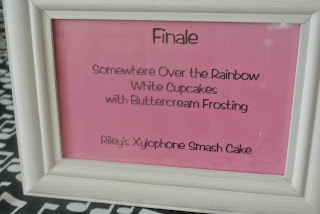 Finale
Somewhere Over the Rainbow
White Cupcakes
with Buttercream Frosting
Riley's Xylophone Smash Cake